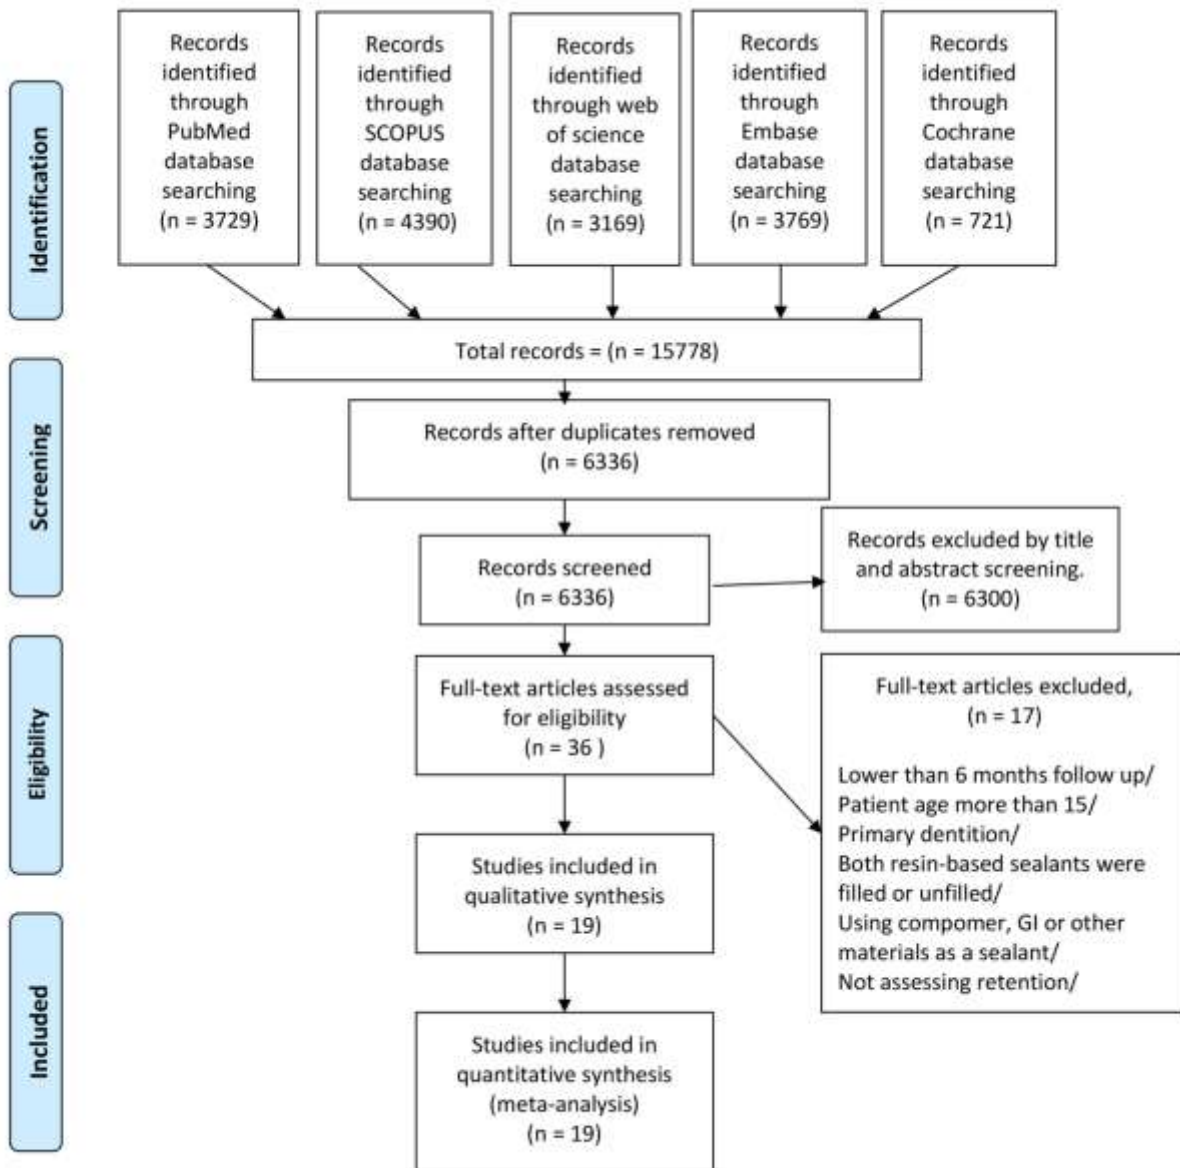 Identification
Records
identified
through
PubMed
database
searching
(n = 3729)
Records
identified
through
SCOPUS
database
searching
(n = 4390)
Records
identified
through web
of science
database
searching
(n = 3169)
Records
identified
through
Embase
database
searching
(n = 3769)
Records
identified
through
Cochrane
database
searching
(n = 721)
Total records = (n = 15778)
Screening
Records after duplicates removed
(n = 6336)
Records screened
(n = 6336)
Records excluded by title
and abstract screening.
(n = 6300)
Eligibility
Full-text articles assessed
for eligibility
(n = 36 )
Full-text articles excluded,
(n = 17)
Lower than 6 months follow up/
Patient age more than 15/
Primary dentition/
Both resin-based sealants were
filled or unfilled/
Using compomer, GI or other
materials as a sealant/
Not assessing retention/
Studies included in
qualitative synthesis
(n = 19)
Included
Studies included in
quantitative synthesis
(meta-analysis)
(n = 19)